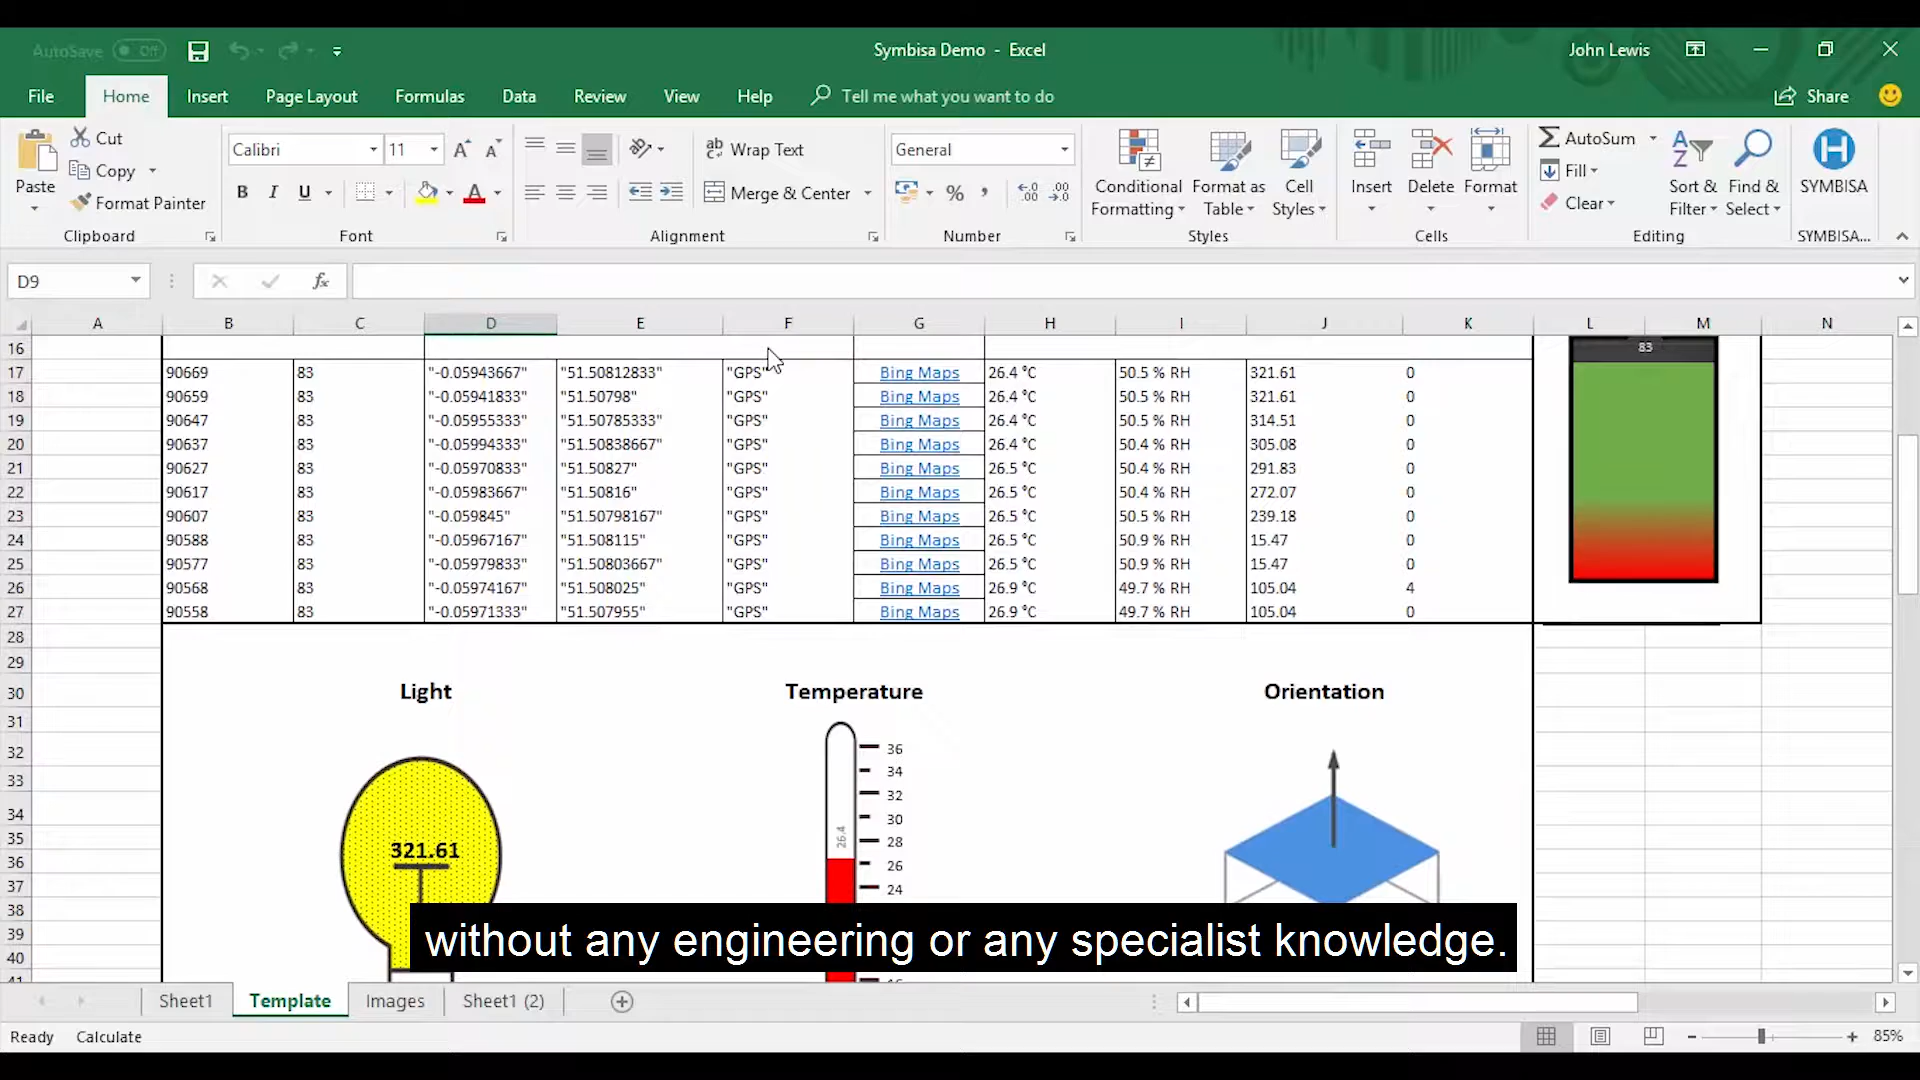 AutoSave Off
Symbisa Demo - Excel
John Lewis
File Home Insert Page Layout Formulas Data Review View Help Tell me what you want to do Share
Paste
Cut
Copy
Format Painter
Clipboard
Calibri 11
B I U A
Font
Wrap Text
Merge & Center
Alignment
General
% ,
Number
Conditional Formatting
Format as Table
Cell Styles
Styles
Insert Delete Format
Cells
AutoSum
Fill
Clear
Sort & Filter
Find & Select
Editing
SYMBISA
SYMBISA...
D9 fx
A B C D E F G H I J K L M N
16 83
17 90669 83 "-0.05943667" "51.50812833" "GPS" Bing Maps 26.4 °C 50.5 % RH 321.61 0
18 90659 83 "-0.05941833" "51.50798" "GPS" Bing Maps 26.4 °C 50.5 % RH 321.61 0
19 90647 83 "-0.05955333" "51.50785333" "GPS" Bing Maps 26.4 °C 50.5 % RH 314.51 0
20 90637 83 "-0.05994333" "51.50838667" "GPS" Bing Maps 26.4 °C 50.4 % RH 305.08 0
21 90627 83 "-0.05970833" "51.50827" "GPS" Bing Maps 26.5 °C 50.4 % RH 291.83 0
22 90617 83 "-0.05983667" "51.50816" "GPS" Bing Maps 26.5 °C 50.4 % RH 272.07 0
23 90607 83 "-0.059845" "51.50798167" "GPS" Bing Maps 26.5 °C 50.5 % RH 239.18 0
24 90588 83 "-0.05967167" "51.508115" "GPS" Bing Maps 26.5 °C 50.9 % RH 15.47 0
25 90577 83 "-0.05979833" "51.50803667" "GPS" Bing Maps 26.5 °C 50.9 % RH 15.47 0
26 90568 83 "-0.05974167" "51.508025" "GPS" Bing Maps 26.9 °C 49.7 % RH 105.04 4
27 90558 83 "-0.05971333" "51.507955" "GPS" Bing Maps 26.9 °C 49.7 % RH 105.04 0
28
29
30 Light Temperature Orientation
31
32 36
33 34
32
34 30
35 26.4 28
36 321.61 26
37 24
38
39 without any engineering or any specialist knowledge.
40
41
Sheet1 Template Images Sheet1 (2)
Ready Calculate 85%